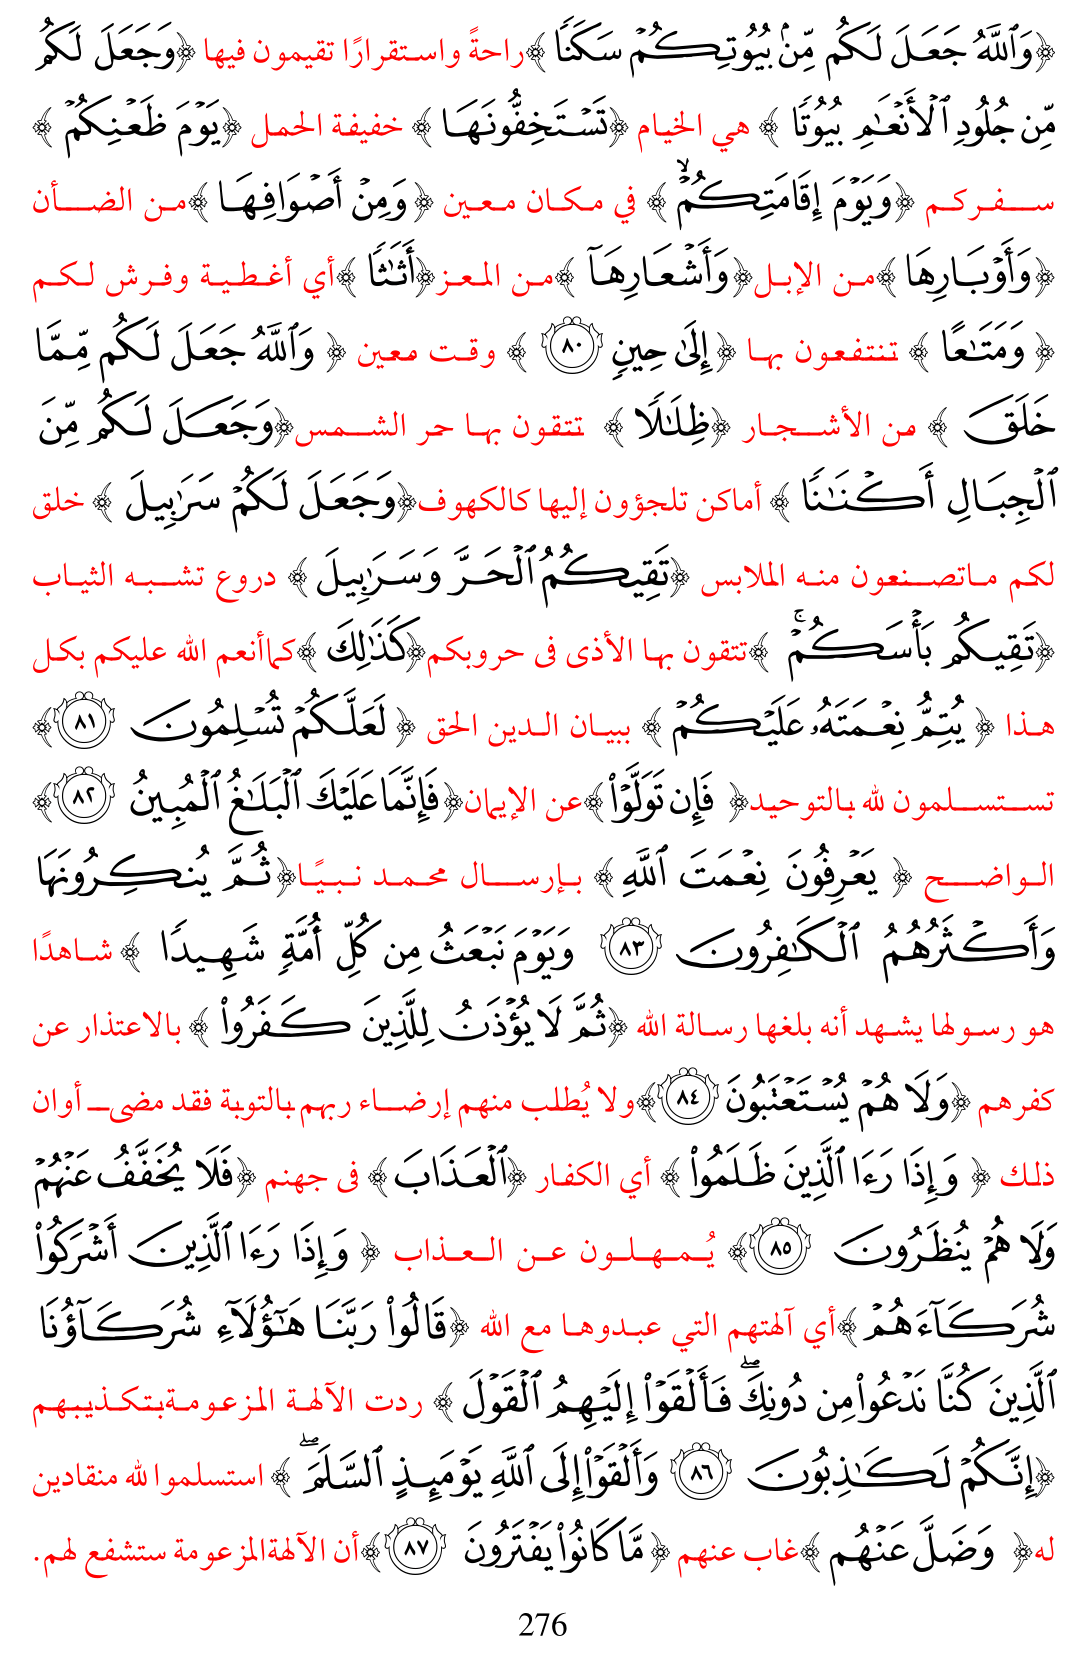 ﴿وَٱللَّهُ جَعَلَ لَكُم مِّنۢ بُيُوتِكُمۡ سَكَنٗا ﴾راحةً واستقرارًا تقيمون فيها ﴿وَجَعَلَ لَكُم
مِّن جُلُودِ ٱلۡأَنۡعَٰمِ بُيُوتٗا ﴾ هي الخيام ﴿تَسۡتَخِفُّونَهَا ﴾ خفيفة الحمل ﴿يَوۡمَ ظَعۡنِكُمۡ ﴾
سفركم ﴿وَيَوۡمَ إِقَامَتِكُمۡۙ ﴾ في مكان معين ﴿وَمِنۡ أَصۡوَافِهَا ﴾من الضأن
﴿وَأَوۡبَارِهَا ﴾من الإبل﴿وَأَشۡعَارِهَآ ﴾من المعز﴿أَثَٰثٗا ﴾أي أغطية وفرش لكم
﴿ وَمَتَٰعًا ﴾ تنتفعون بها ﴿إِلَىٰ حِينٖ ٨٠ ﴾ وقت معين ﴿ وَٱللَّهُ جَعَلَ لَكُم مِّمَّا
خَلَقَ ﴾ من الأشجار ﴿ظِلَٰلٗا ﴾ تتقون بها حر الشمس﴿وَجَعَلَ لَكُم مِّنَ
ٱلۡجِبَالِ أَكۡنَٰنٗا ﴾ أماكن تلجؤون إليها كالكهوف﴿وَجَعَلَ لَكُمۡ سَرَٰبِيلَ ﴾ خلق
لكم ماتصنعون منه الملابس ﴿تَقِيكُمُ ٱلۡحَرَّ وَسَرَٰبِيلَ ﴾ دروع تشبه الثياب
﴿تَقِيكُم بَأۡسَكُمۡۚ ﴾تتقون بها الأذى فى حروبكم﴿كَذَٰلِكَ ﴾كماأنعم الله عليكم بكل
هذا ﴿ يُتِمُّ نِعۡمَتَهُۥ عَلَيۡكُمۡ ﴾ ببيان الدين الحق ﴿ لَعَلَّكُمۡ تُسۡلِمُونَ ٨١ ﴾
تستسلمون لله بالتوحيد﴿ فَإِن تَوَلَّوۡاْ ﴾عن الإيمان﴿فَإِنَّمَا عَلَيۡكَ ٱلۡبَلَٰغُ ٱلۡمُبِينُ ٨٢ ﴾
الواضح ﴿ يَعۡرِفُونَ نِعۡمَتَ ٱللَّهِ ﴾ بإرسال محمد نبيًا﴿ثُمَّ يُنكِرُونَهَا
وَأَكۡثَرُهُمُ ٱلۡكَٰفِرُونَ ٨٣ وَيَوۡمَ نَبۡعَثُ مِن كُلِّ أُمَّةٖ شَهِيدٗا ﴾ شاهدًا
هو رسولها يشهد أنه بلغها رسالة الله ﴿ثُمَّ لَا يُؤۡذَنُ لِلَّذِينَ كَفَرُواْ ﴾ بالاعتذار عن
كفرهم ﴿وَلَا هُمۡ يُسۡتَعۡتَبُونَ ٨٤ ﴾ولا يُطلب منهم إرضاء ربهم بالتوبة فقد مضى أوان
ذلك ﴿ وَإِذَا رَءَا ٱلَّذِينَ ظَلَمُواْ ﴾ أي الكفار ﴿ٱلۡعَذَابَ ﴾ فى جهنم ﴿فَلَا يُخَفَّفُ عَنۡهُمۡ
وَلَا هُمۡ يُنظَرُونَ ٨٥ ﴾ يُمهلون عن العذاب ﴿ وَإِذَا رَءَا ٱلَّذِينَ أَشۡرَكُواْ
شُرَكَآءَهُمۡ ﴾أي آلهتهم التي عبدوها مع الله ﴿قَالُواْ رَبَّنَا هَٰٓؤُلَآءِ شُرَكَآؤُنَا
ٱلَّذِينَ كُنَّا نَدۡعُواْ مِن دُونِكَۖ فَأَلۡقَوۡاْ إِلَيۡهِمُ ٱلۡقَوۡلَ ﴾ ردت الآلهة المزعومةبتكذيبهم
﴿إِنَّكُمۡ لَكَٰذِبُونَ ٨٦ وَأَلۡقَوۡاْ إِلَى ٱللَّهِ يَوۡمَئِذٍ ٱلسَّلَمَۖ ﴾ استسلموا لله منقادين
له﴿ وَضَلَّ عَنۡهُم ﴾غاب عنهم ﴿مَّا كَانُواْ يَفۡتَرُونَ ٨٧ ﴾أن الآلهةالمزعومة ستشفع لهم.
276